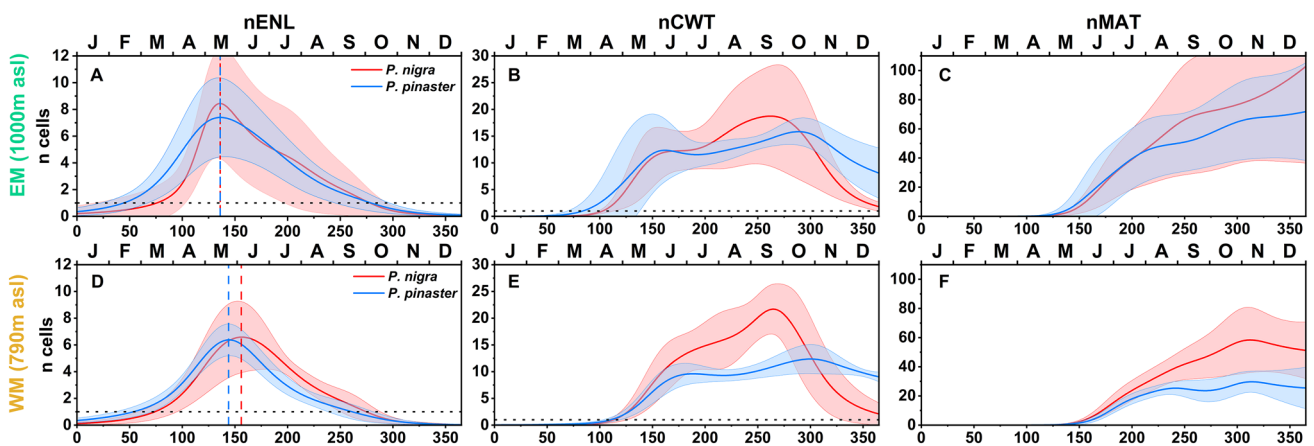 nENL nCWT nMAT
J F M A M J J A S O N D J F M A M J J A S O N D J F M A M J J A S O N D
EM (1000m asl)
n cells
12
10
8
6
4
2
0
A
P. nigra
P. pinaster
30
25
20
15
10
5
0
B
100
80
60
40
20
0
C
0 50 100 150 200 250 300 350 0 50 100 150 200 250 300 350 0 50 100 150 200 250 300 350
J F M A M J J A S O N D J F M A M J J A S O N D J F M A M J J A S O N D
WM (790m asl)
n cells
12
10
8
6
4
2
0
D
P. nigra
P. pinaster
30
25
20
15
10
5
0
E
100
80
60
40
20
0
F
0 50 100 150 200 250 300 350 0 50 100 150 200 250 300 350 0 50 100 150 200 250 300 350